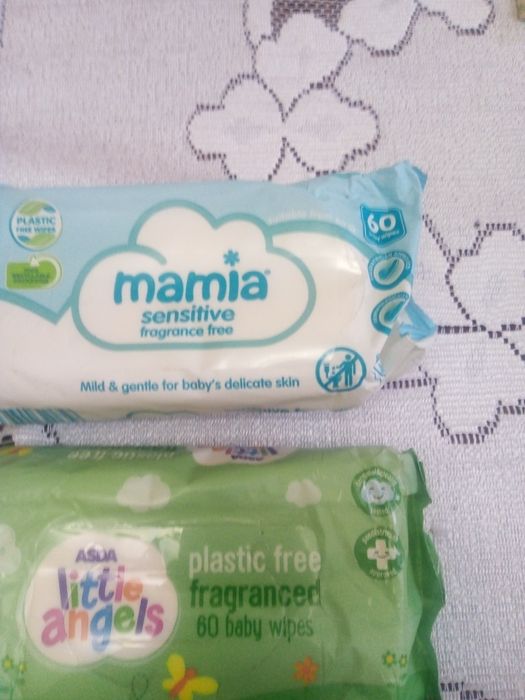 PLASTIC
FREE WIPES
60
mamia
sensitive
fragrance free
Mild & gentle for baby's delicate skin
ASDA
little
angels
plastic free
fragranced
60 baby wipes